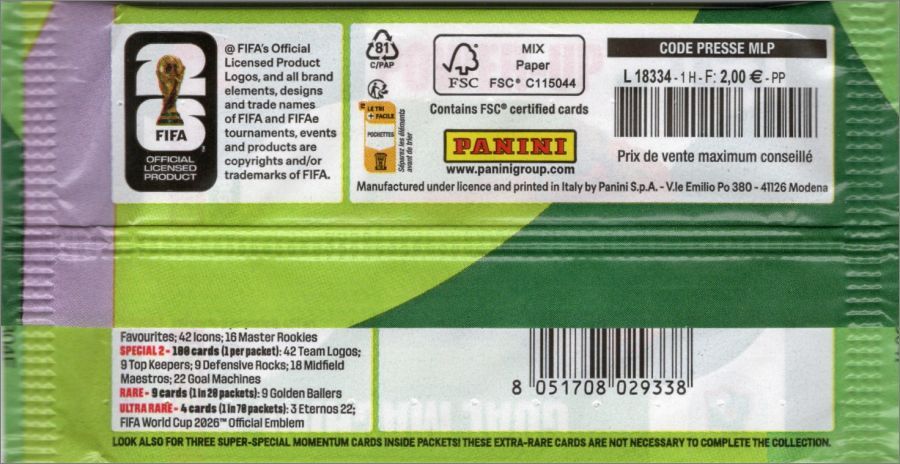 26
FIFA
OFFICIAL
LICENSED
PRODUCT
@ FIFA's Official
Licensed Product
Logos, and all brand
elements, designs
and trade names
of FIFA and FIFAe
tournaments, events
and products are
copyrights and/or
trademarks of FIFA.
81
C/PAP
LE TRI
+ FACILE
POCHETTES
Séparez les éléments
avant de trier
FSC
MIX
Paper
FSC® C115044
Contains FSC® certified cards
PANINI
www.paninigroup.com
CODE PRESSE MLP
L 18334 - 1 H - F: 2,00 € - PP
Prix de vente maximum conseillé
Manufactured under licence and printed in Italy by Panini S.p.A. - V.le Emilio Po 380 - 41126 Modena
Favourites; 42 Icons; 16 Master Rookies
SPECIAL 2 - 100 cards (1 per packet): 42 Team Logos;
9 Top Keepers; 9 Defensive Rocks; 18 Midfield
Maestros; 22 Goal Machines
RARE - 9 cards (1 in 28 packets): 9 Golden Ballers
ULTRA RARE - 4 cards (1 in 78 packets): 3 Eternos 22;
FIFA World Cup 2026™ Official Emblem
8 051708 029338
LOOK ALSO FOR THREE SUPER-SPECIAL MOMENTUM CARDS INSIDE PACKETS! THESE EXTRA-RARE CARDS ARE NOT NECESSARY TO COMPLETE THE COLLECTION.